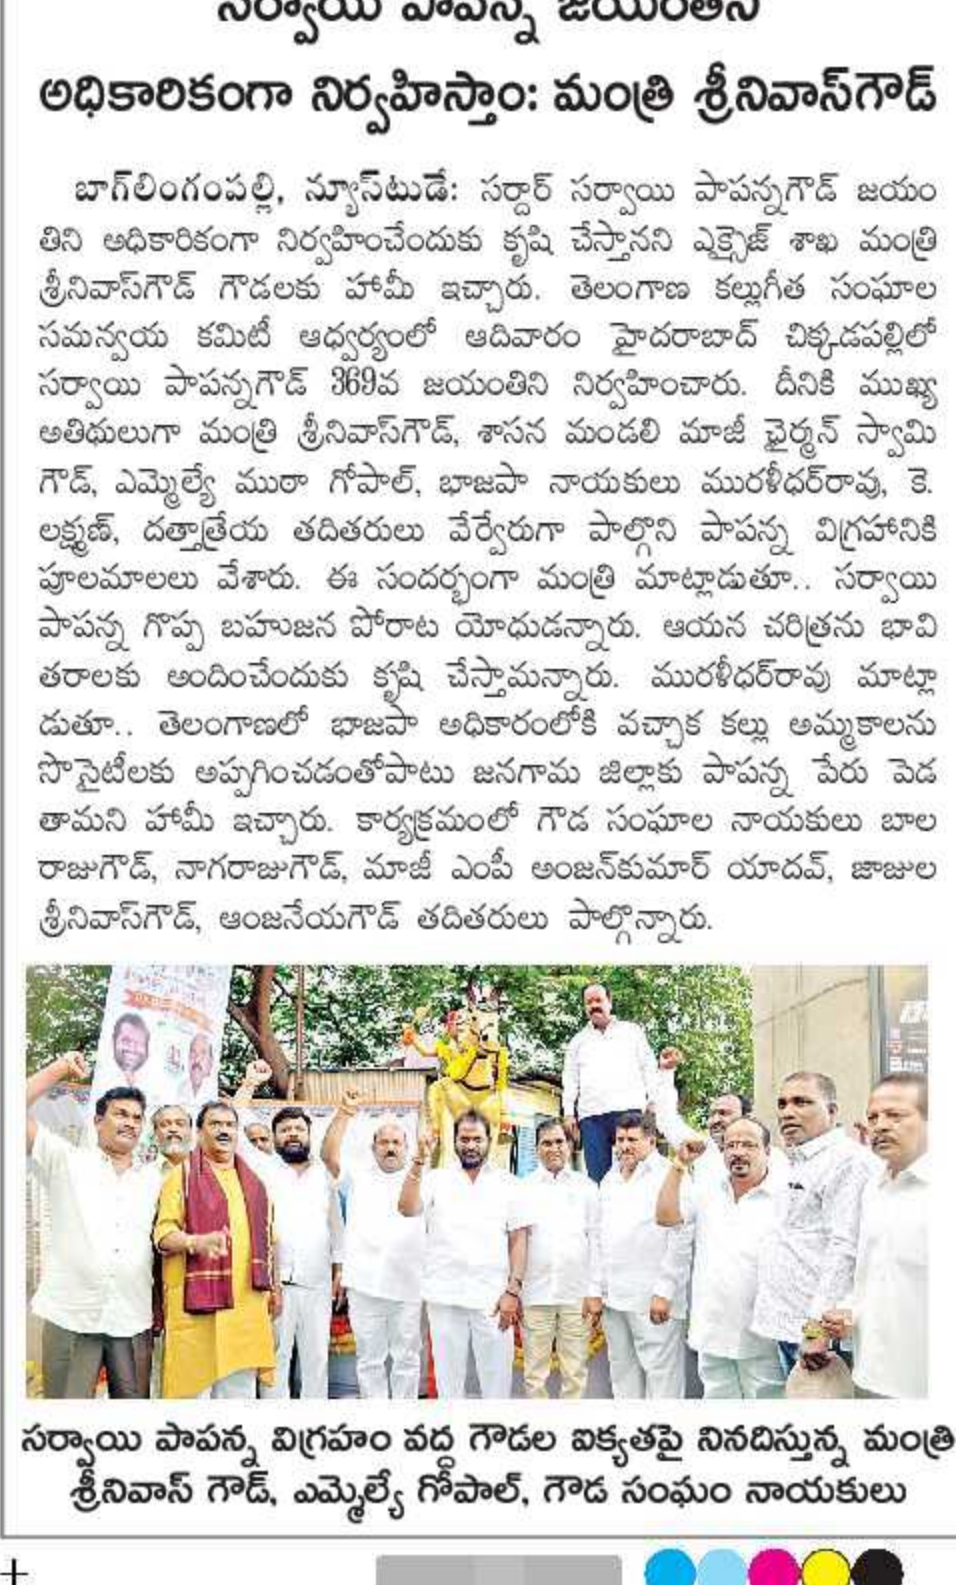 సర్వాయి పాపన్న జయంతిని
అధికారికంగా నిర్వహిస్తాం: మంత్రి శ్రీనివాస్‌గౌడ్
బాగ్‌లింగంపల్లి, న్యూస్‌టుడే: సర్దార్ సర్వాయి పాపన్నగౌడ్ జయం
తిని అధికారికంగా నిర్వహించేందుకు కృషి చేస్తానని ఎక్సైజ్ శాఖ మంత్రి
శ్రీనివాస్‌గౌడ్ గౌడలకు హామీ ఇచ్చారు. తెలంగాణ కల్లుగీత సంఘాల
సమన్వయ కమిటీ ఆధ్వర్యంలో ఆదివారం హైదరాబాద్ చిక్కడపల్లిలో
సర్వాయి పాపన్నగౌడ్ 369వ జయంతిని నిర్వహించారు. దీనికి ముఖ్య
అతిథులుగా మంత్రి శ్రీనివాస్‌గౌడ్, శాసన మండలి మాజీ ఛైర్మన్ స్వామి
గౌడ్, ఎమ్మెల్యే ముఠా గోపాల్, భాజపా నాయకులు మురళీధర్‌రావు, కె.
లక్ష్మణ్, దత్తాత్రేయ తదితరులు వేర్వేరుగా పాల్గొని పాపన్న విగ్రహానికి
పూలమాలలు వేశారు. ఈ సందర్భంగా మంత్రి మాట్లాడుతూ.. సర్వాయి
పాపన్న గొప్ప బహుజన పోరాట యోధుడన్నారు. ఆయన చరిత్రను భావి
తరాలకు అందించేందుకు కృషి చేస్తామన్నారు. మురళీధర్‌రావు మాట్లా
డుతూ.. తెలంగాణలో భాజపా అధికారంలోకి వచ్చాక కల్లు అమ్మకాలను
సొసైటీలకు అప్పగించడంతోపాటు జనగామ జిల్లాకు పాపన్న పేరు పెడ
తామని హామీ ఇచ్చారు. కార్యక్రమంలో గౌడ సంఘాల నాయకులు బాల
రాజుగౌడ్, నాగరాజుగౌడ్, మాజీ ఎంపీ అంజన్‌కుమార్ యాదవ్, జాజుల
శ్రీనివాస్‌గౌడ్, ఆంజనేయగౌడ్ తదితరులు పాల్గొన్నారు.
సర్వాయి పాపన్న విగ్రహం వద్ద గౌడల ఐక్యతపై నినదిస్తున్న మంత్రి
శ్రీనివాస్ గౌడ్, ఎమ్మెల్యే గోపాల్, గౌడ సంఘం నాయకులు